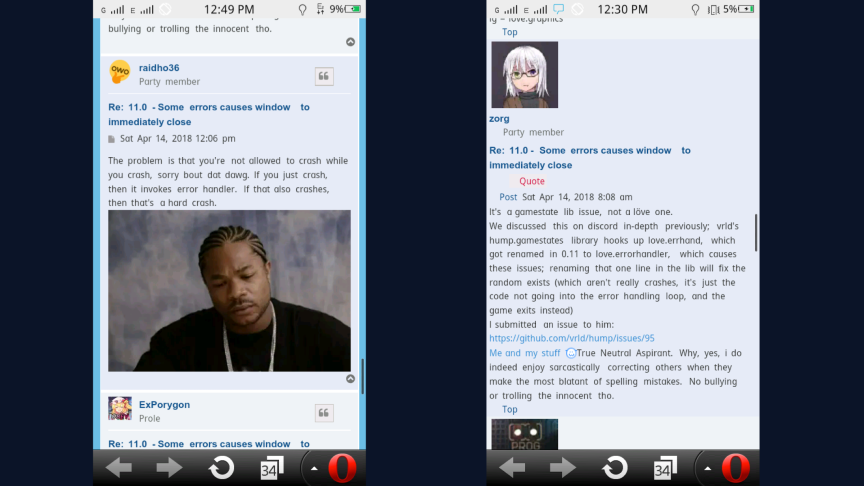 G E 12:49 PM E 9%
bullying or trolling the innocent tho.
OWO
raidho36
Party member
Re: 11.0 - Some errors causes window to
immediately close
Sat Apr 14, 2018 12:06 pm
The problem is that you're not allowed to crash while
you crash, sorry bout dat dawg. If you just crash,
then it invokes error handler. If that also crashes,
then that's a hard crash.
ExPorygon
Prole
Re: 11.0 - Some errors causes window to
34
G E 12:30 PM 5%
ig = love.graphics
Top
zorg
Party member
Re: 11.0 - Some errors causes window to
immediately close
Quote
Post Sat Apr 14, 2018 8:08 am
It's a gamestate lib issue, not a löve one.
We discussed this on discord in-depth previously; vrld's
hump.gamestates library hooks up love.errhand, which
got renamed in 0.11 to love.errorhandler, which causes
these issues; renaming that one line in the lib will fix the
random exists (which aren't really crashes, it's just the
code not going into the error handling loop, and the
game exits instead)
I submitted an issue to him:
https://github.com/vrld/hump/issues/95
Me and my stuff True Neutral Aspirant. Why, yes, i do
indeed enjoy sarcastically correcting others when they
make the most blatant of spelling mistakes. No bullying
or trolling the innocent tho.
Top
PROG
34